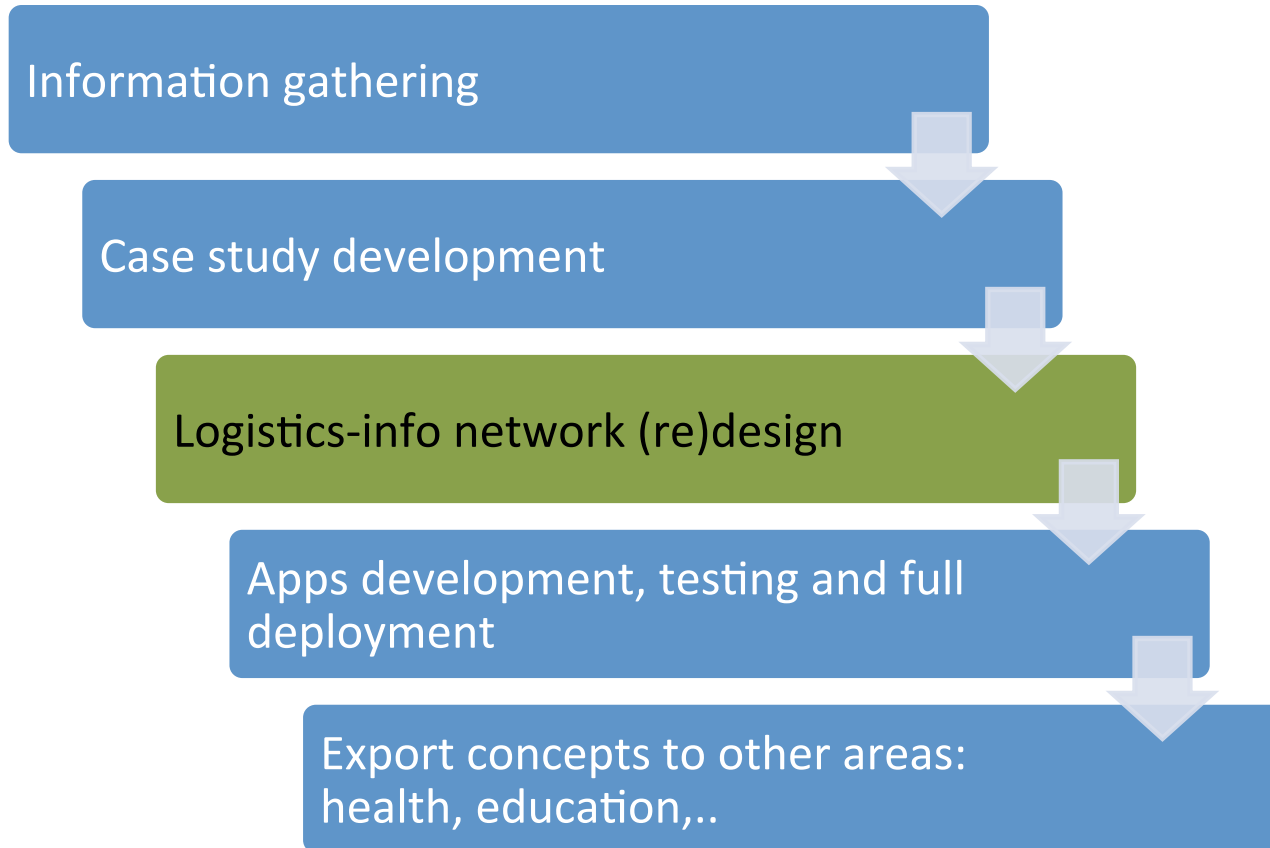 Information gathering
Case study development
Logistics-info network (re)design
Apps development, testing and full
deployment
Export concepts to other areas:
health, education,..